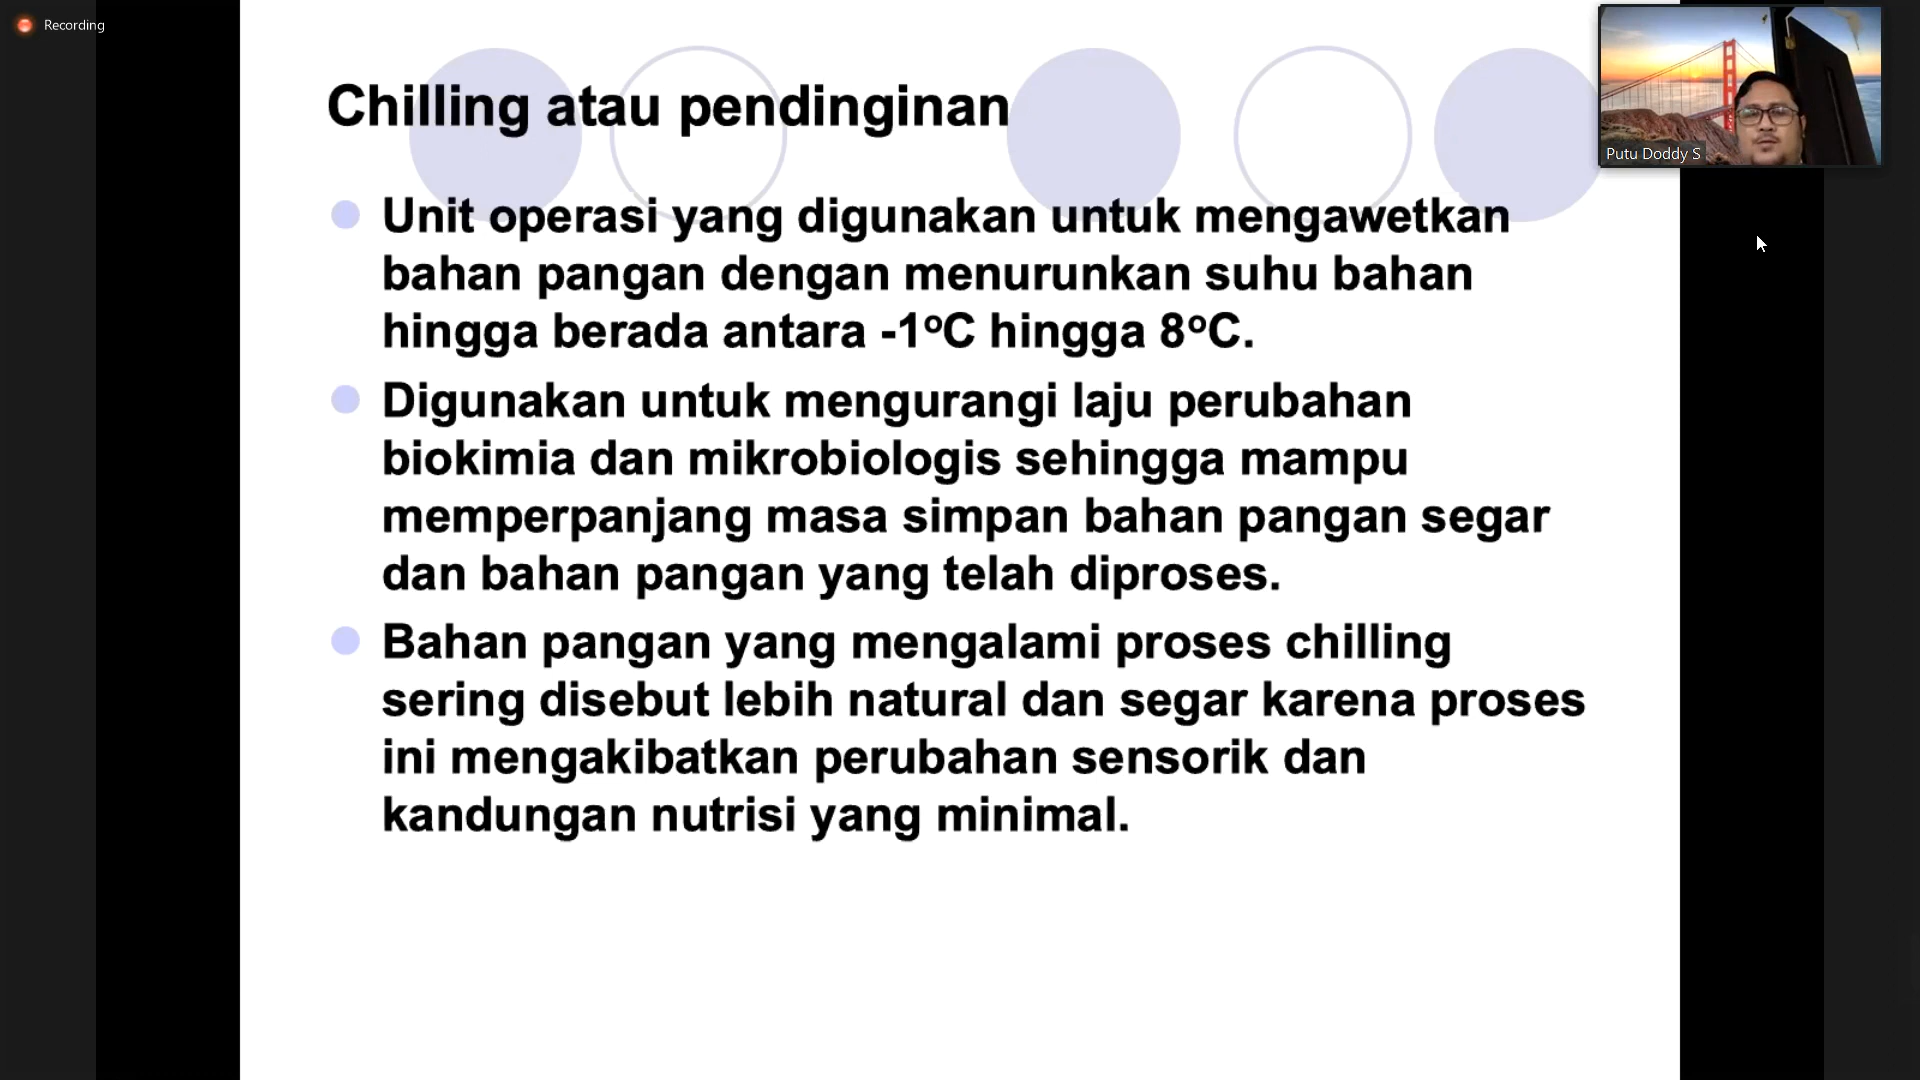 Recording
Chilling atau pendinginan
Putu Doddy S
Unit operasi yang digunakan untuk mengawetkan
bahan pangan dengan menurunkan suhu bahan
hingga berada antara -1oC hingga 8oC.
Digunakan untuk mengurangi laju perubahan
biokimia dan mikrobiologis sehingga mampu
memperpanjang masa simpan bahan pangan segar
dan bahan pangan yang telah diproses.
Bahan pangan yang mengalami proses chilling
sering disebut lebih natural dan segar karena proses
ini mengakibatkan perubahan sensorik dan
kandungan nutrisi yang minimal.